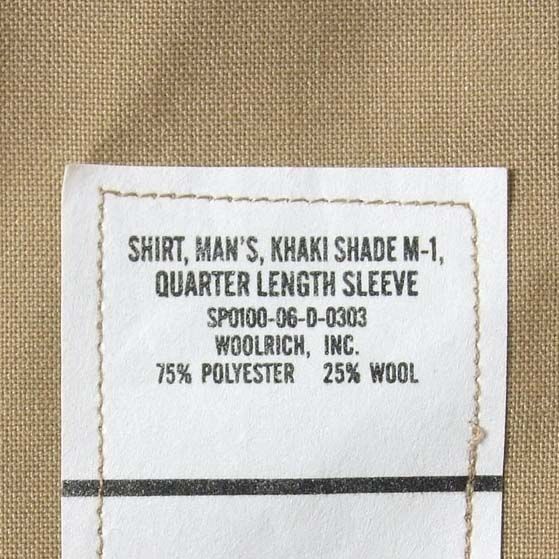 SHIRT, MAN'S, KHAKI SHADE M-1,
QUARTER LENGTH SLEEVE
SP0100-06-D-0303
WOOLRICH, INC.
75% POLYESTER 25% WOOL